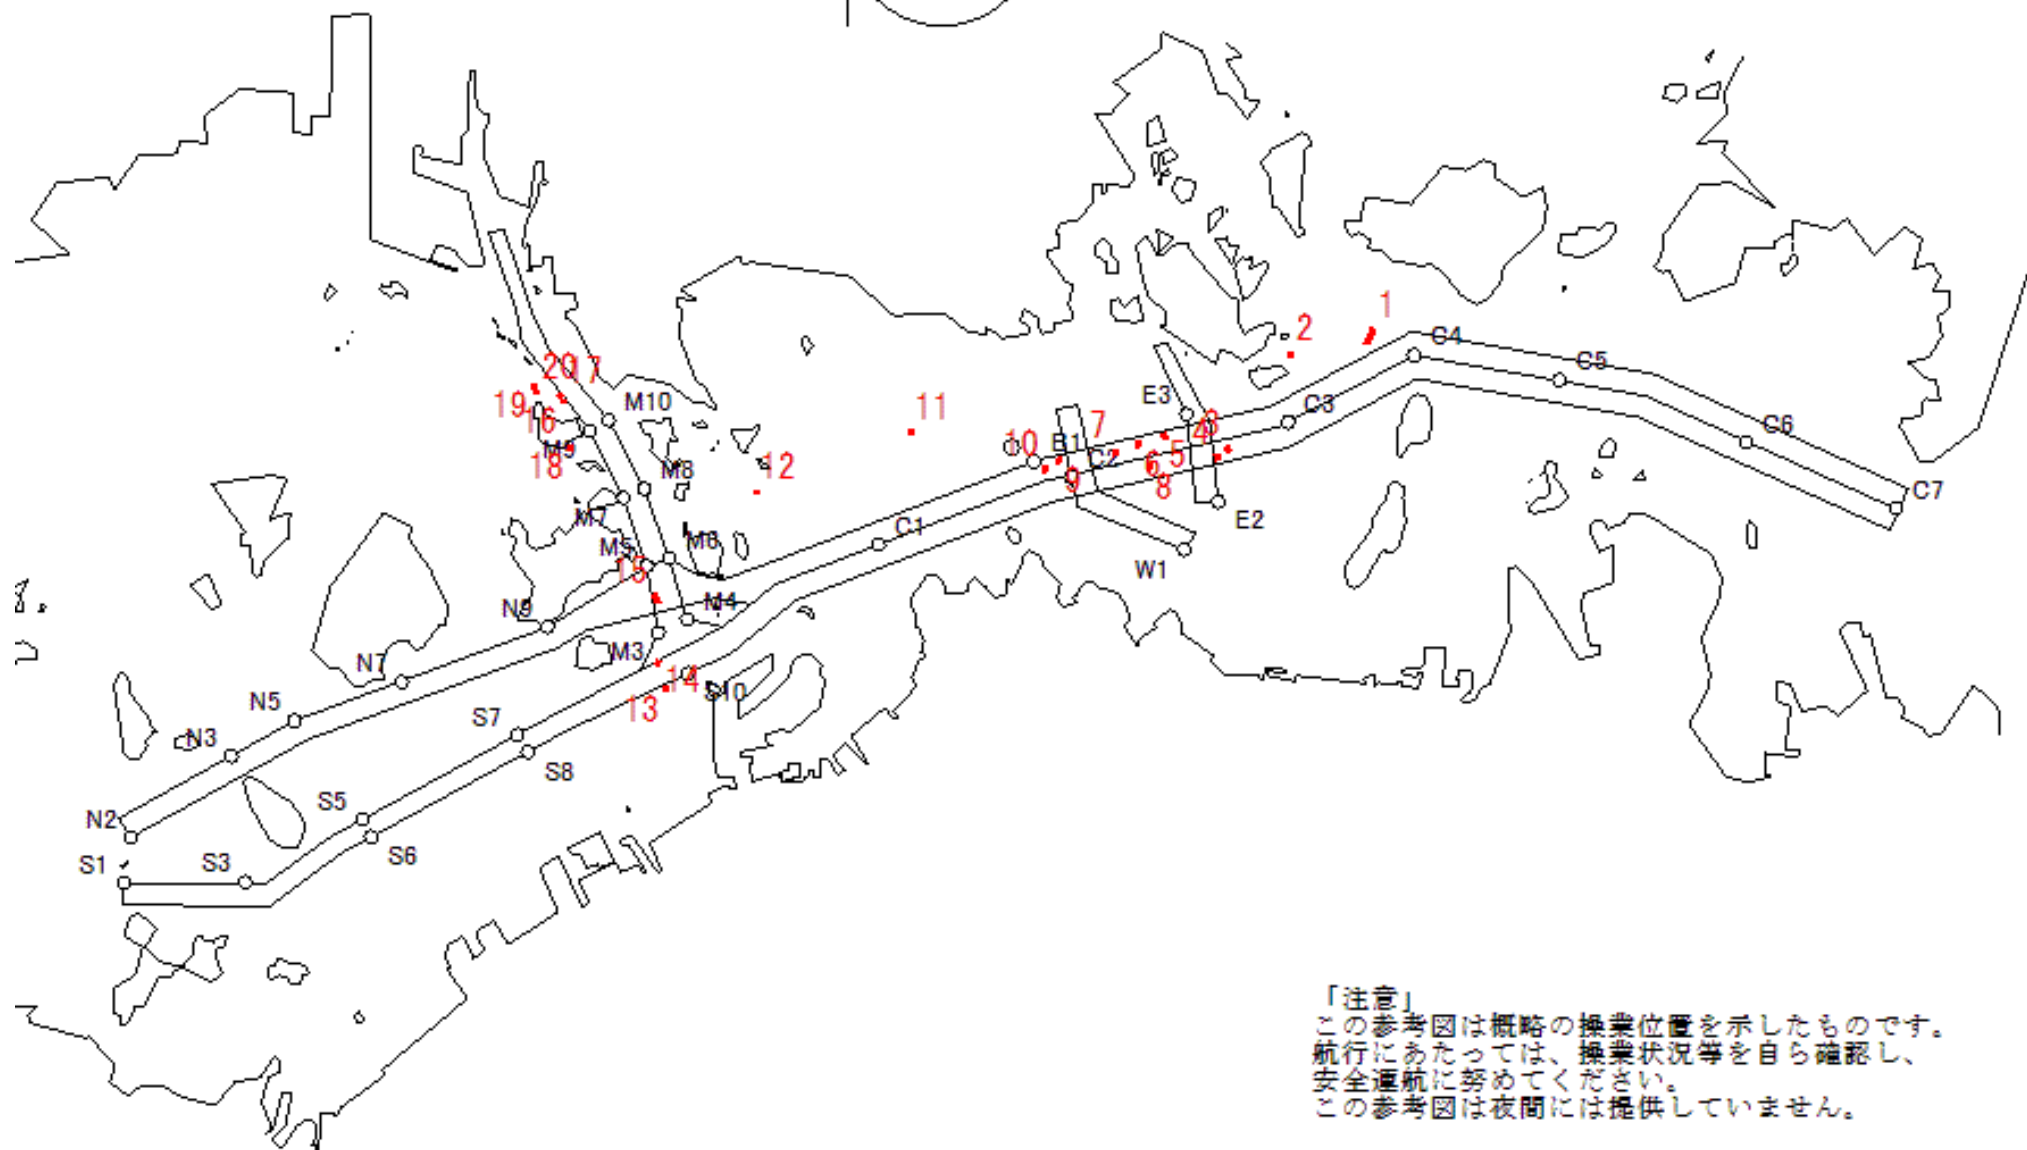 1
2
C4
C5
20
17
M10
19
16
11
E3
7
3
4
C3
10
B1
C2
5
6
C6
M9
18
M8
12
9
8
C7
M7
E2
C1
M5
M6
W1
15
N9
M4
N7
M3
14
S10
13
N5
N3
S7
S8
N2
S5
S1
S3
S6
「注意」
この参考図は概略の操業位置を示したものです。
航行にあたっては、操業状況等を自ら確認し、
安全運航に努めてください。
この参考図は夜間には提供していません。